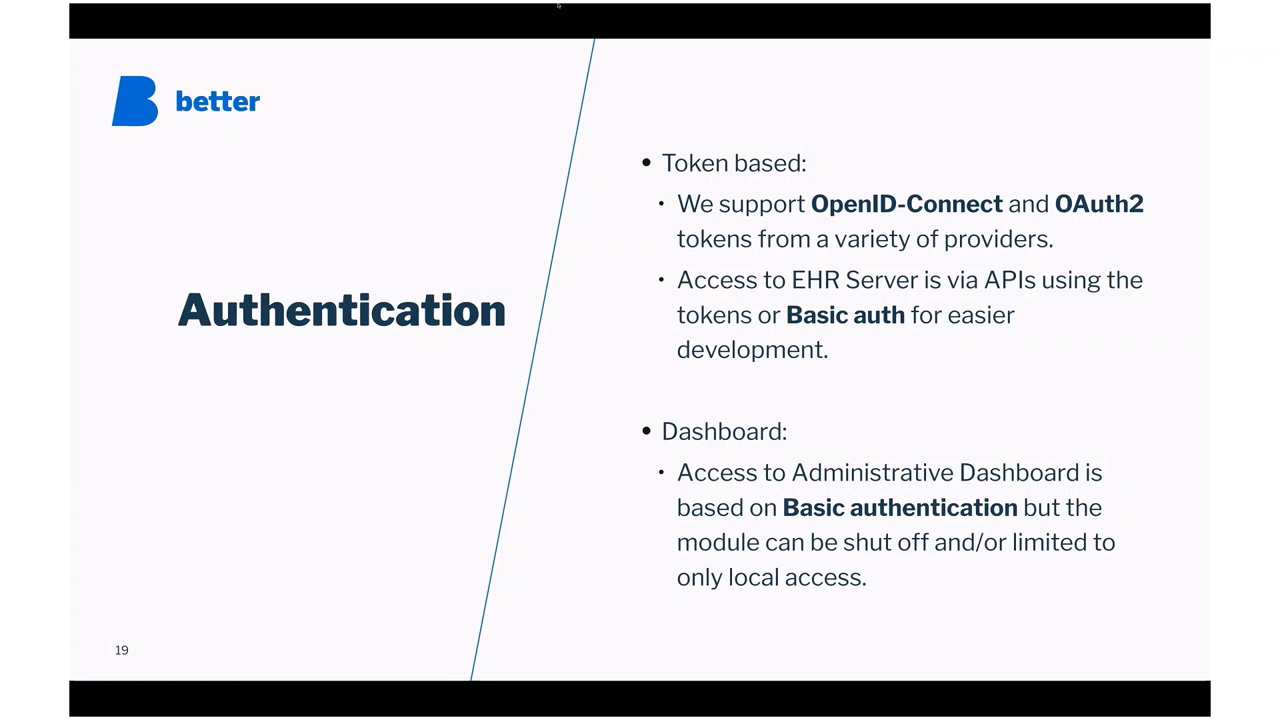 better
Authentication
• Token based:
• We support OpenID-Connect and OAuth2
tokens from a variety of providers.
• Access to EHR Server is via APIs using the
tokens or Basic auth for easier
development.
• Dashboard:
• Access to Administrative Dashboard is
based on Basic authentication but the
module can be shut off and/or limited to
only local access.
19